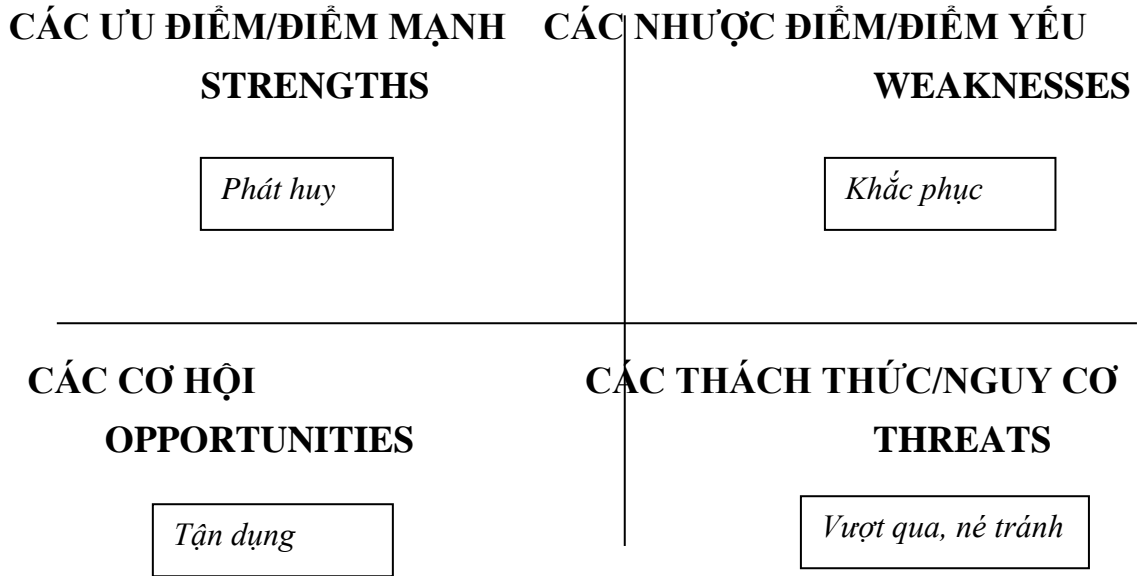 CÁC ƯU ĐIỂM/ĐIỂM MẠNH
STRENGTHS
Phát huy
CÁC NHƯỢC ĐIỂM/ĐIỂM YẾU
WEAKNESSES
Khắc phục
CÁC CƠ HỘI
OPPORTUNITIES
Tận dụng
CÁC THÁCH THỨC/NGUY CƠ
THREATS
Vượt qua, né tránh